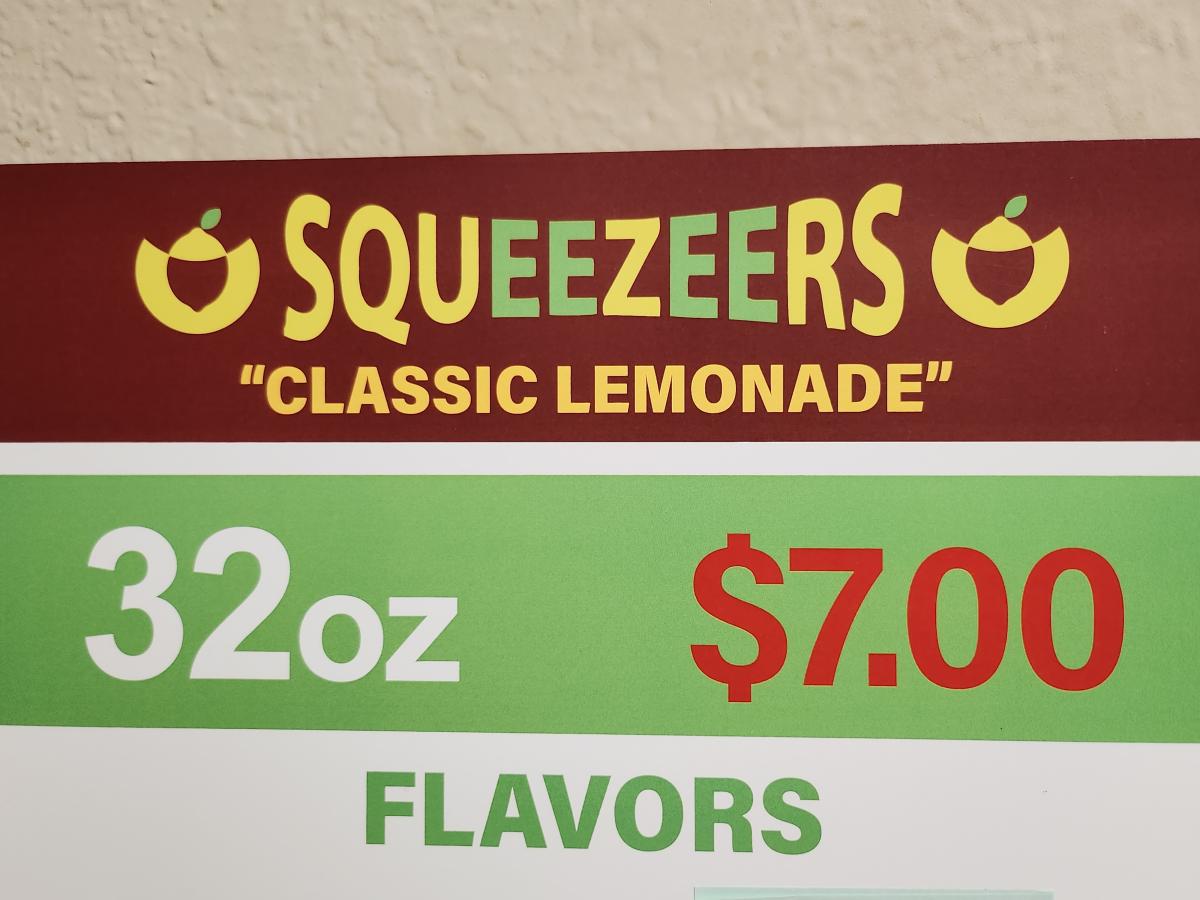 SQUEEZEERS
“CLASSIC LEMONADE”
32oz $7.00
FLAVORS